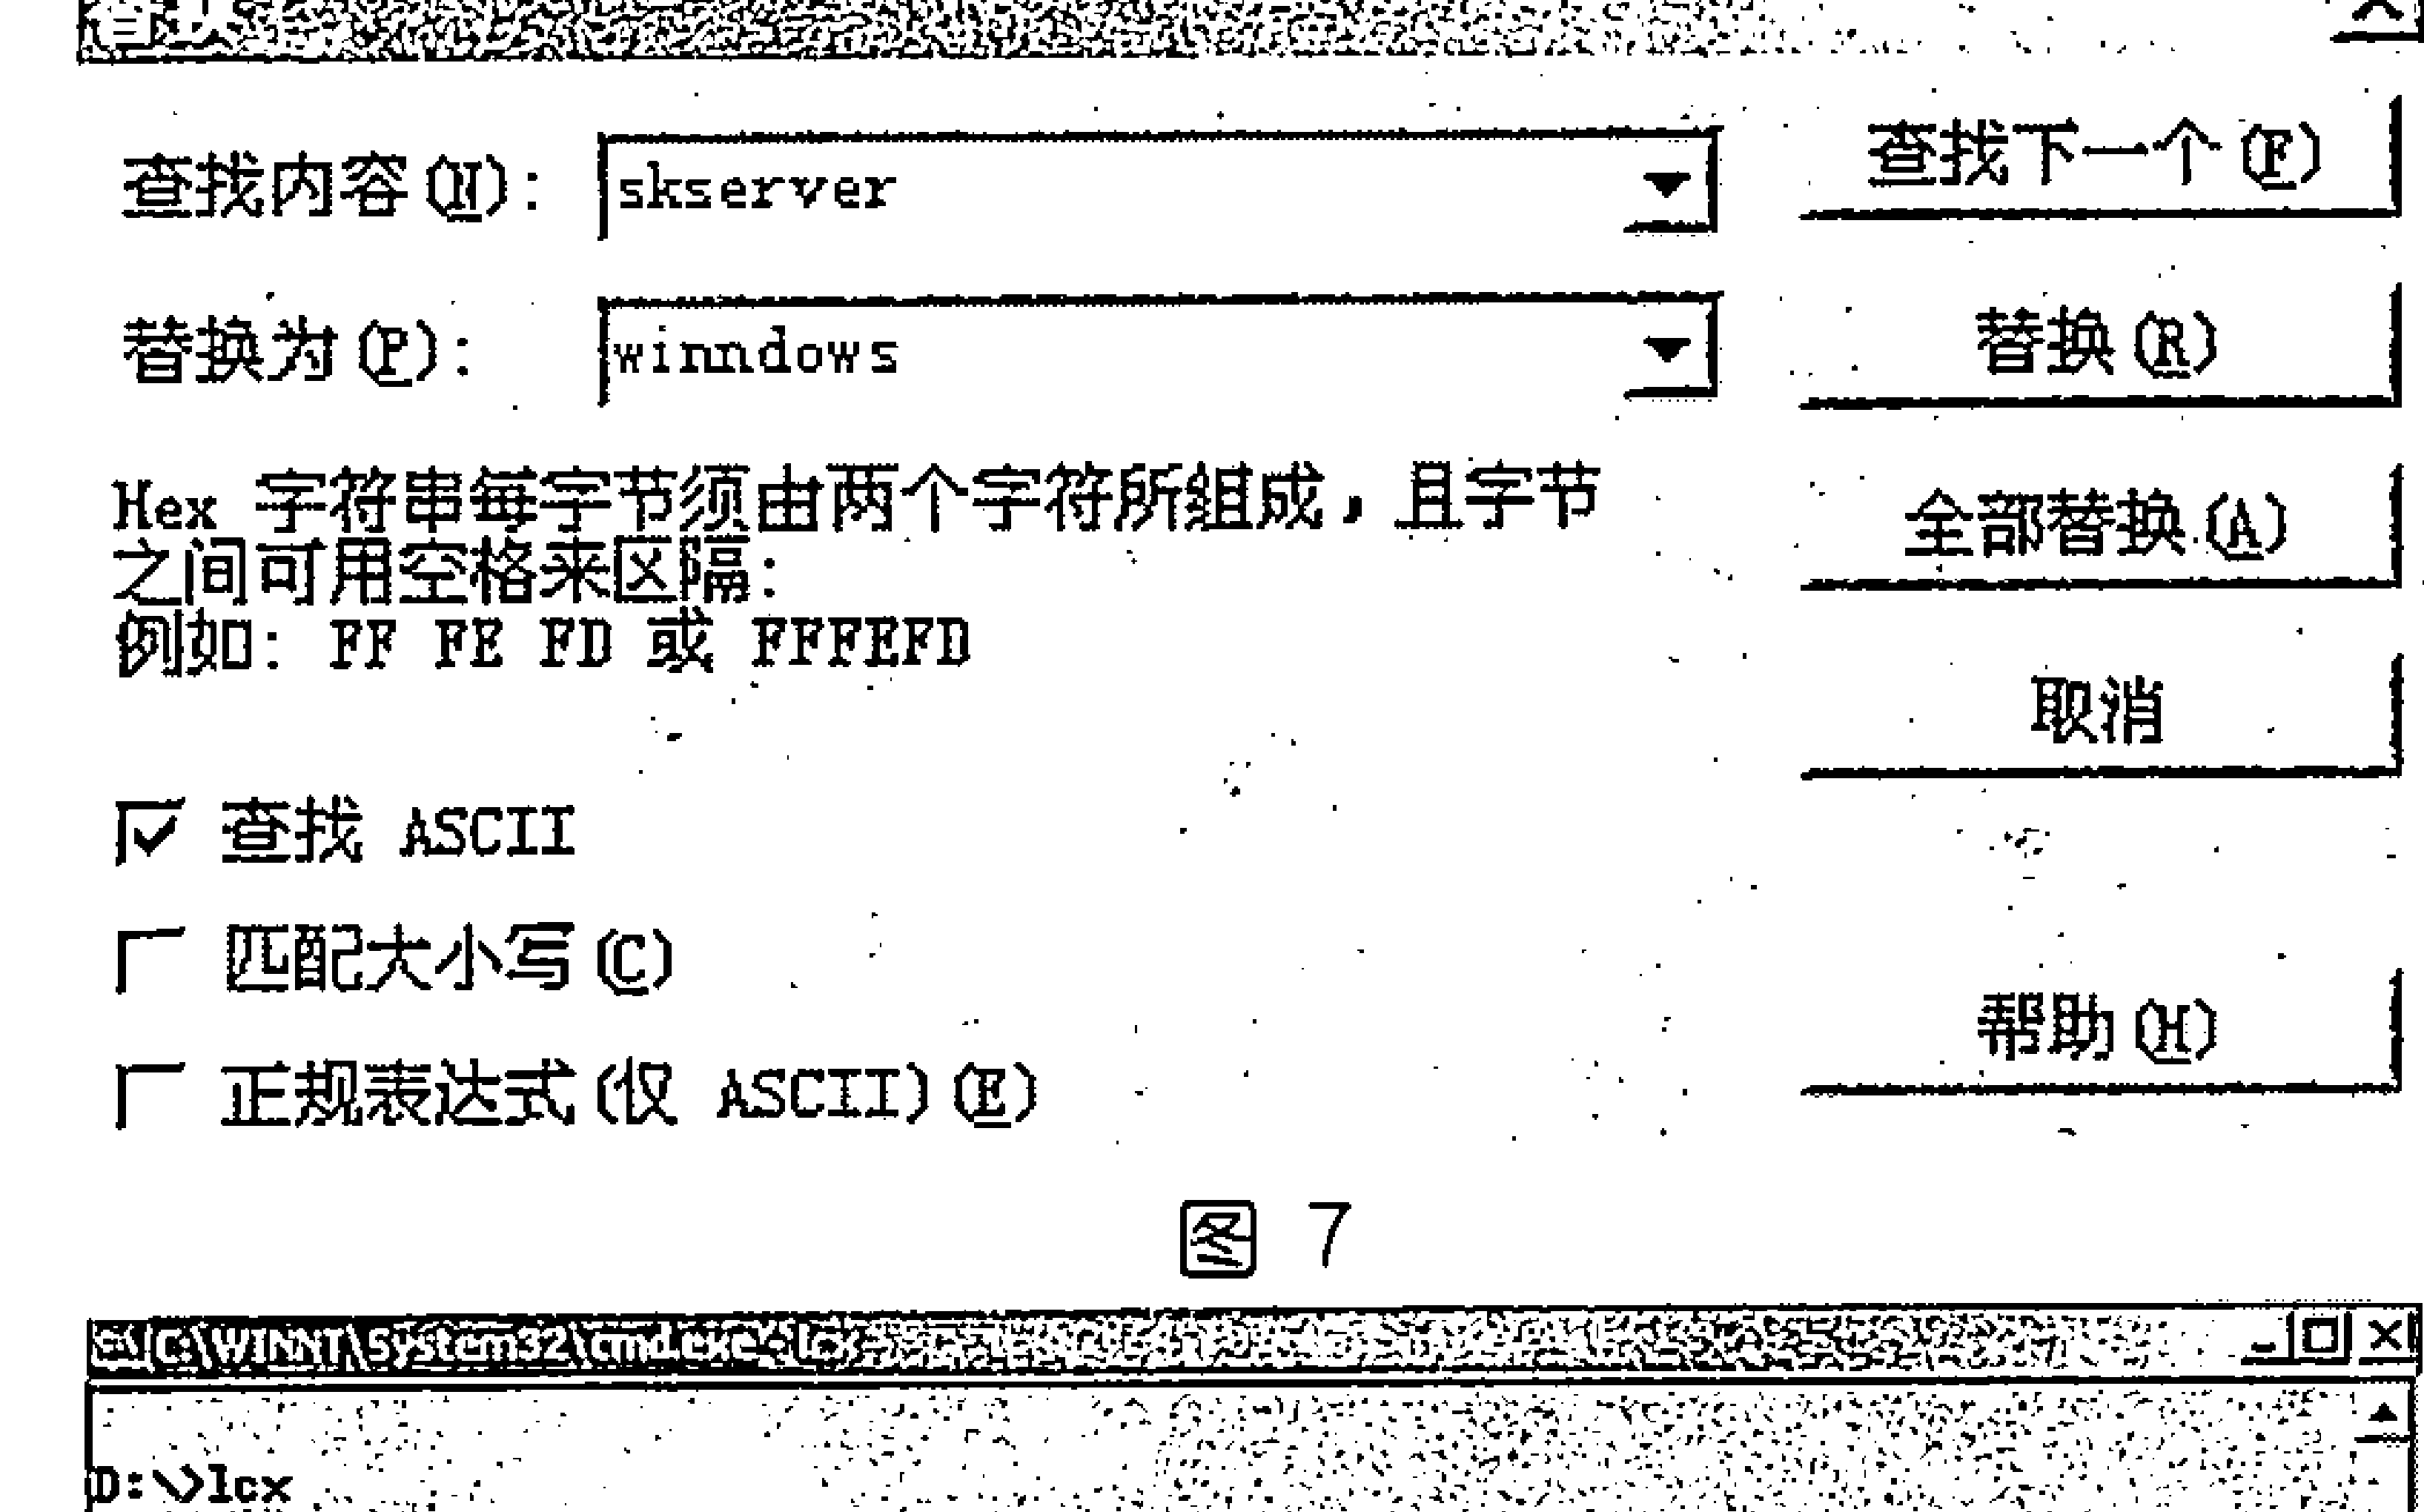 替换
查找内容(N): skserver 查找下一个(F)
替换为(P): winndows 替换(R)
Hex 字符串每字节须由两个字符所组成，且字节
之间可用空格来区隔:
例如: FF FE FD 或 FFFEFD
全部替换(A)
取消
查找 ASCII
匹配大小写(C)
正规表达式(仅 ASCII)(E)
帮助(H)
图 7
C:\WINNT\System32\cmd.exe - lcx
D:\>lcx